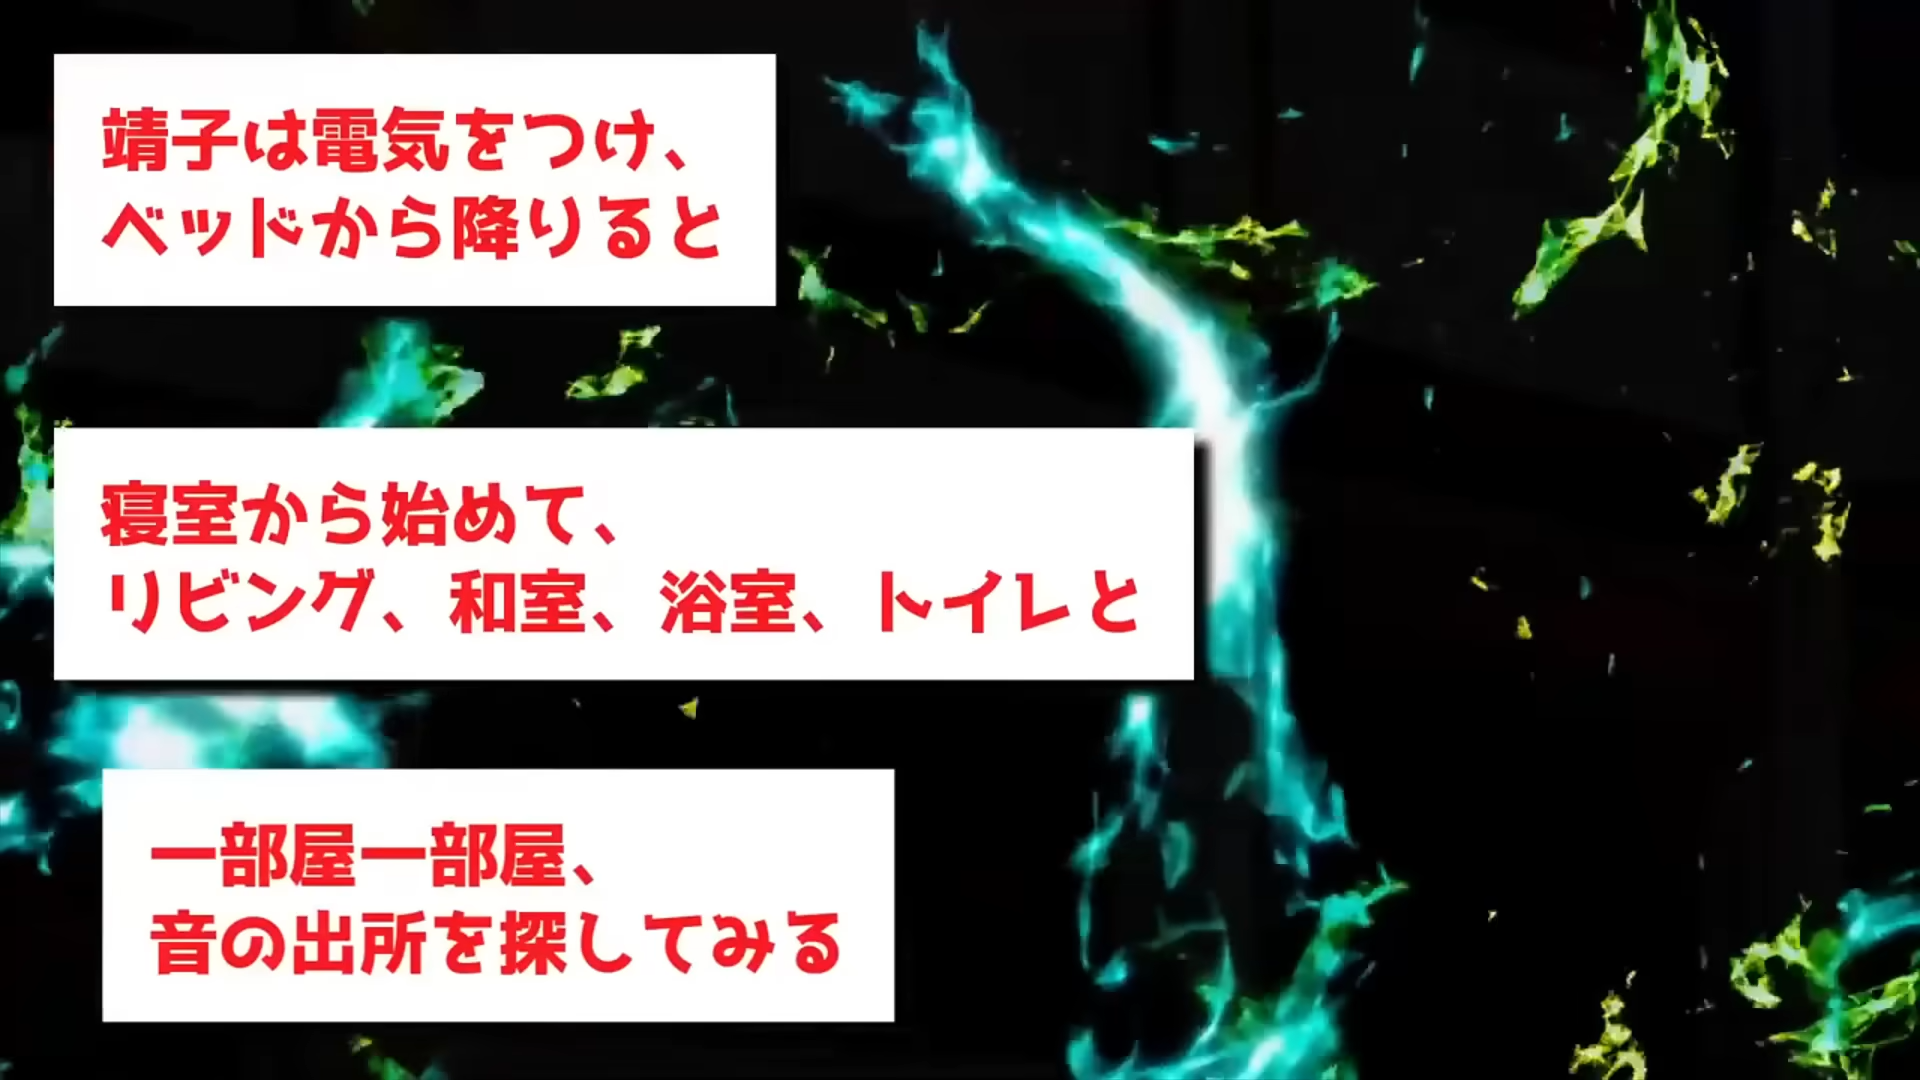 靖子は電気をつけ、
ベッドから降りると
寝室から始めて、
リビング、和室、浴室、トイレと
一部屋一部屋、
音の出所を探してみる